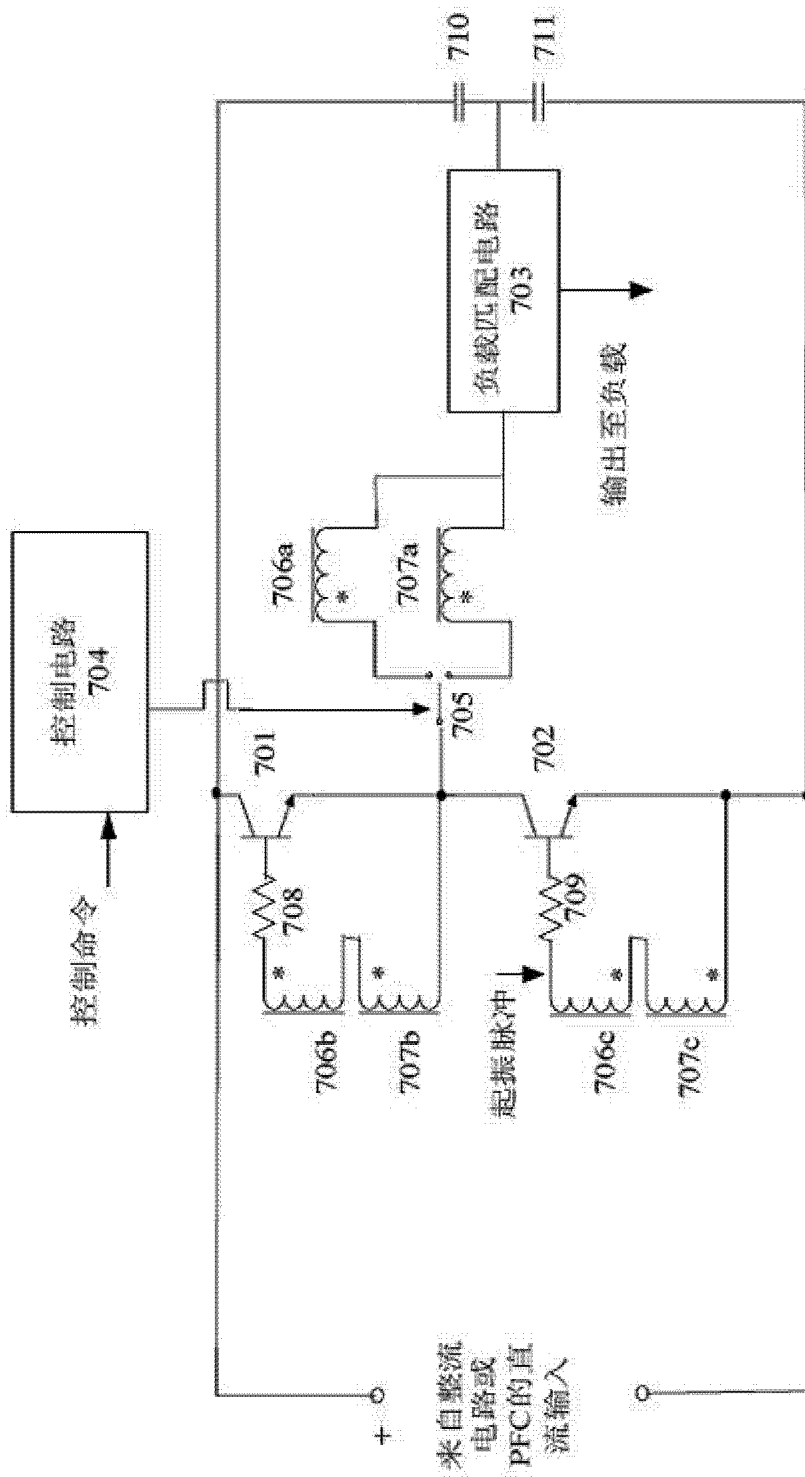 控制命令
控制电路
704
701
708
*
*
706b
707b
起振脉冲
702
709
*
*
706c
707c
705
706a
*
707a
*
负载匹配电路
703
输出至负载
710
711
+
来自整流
电路或
PFC的直
流输入